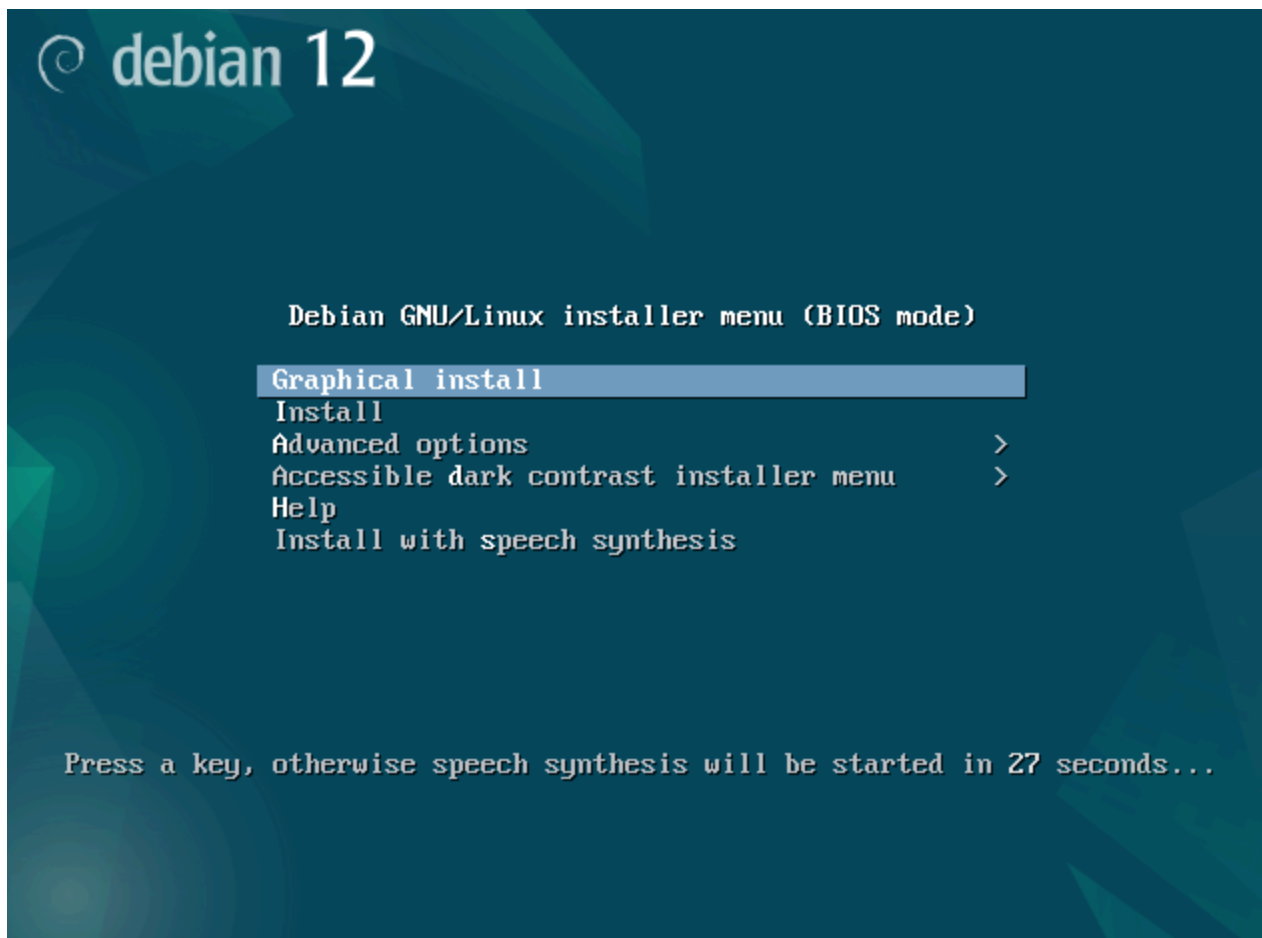 debian 12
Debian GNU/Linux installer menu (BIOS mode)
Graphical install
Install
Advanced options >
Accessible dark contrast installer menu >
Help
Install with speech synthesis
Press a key, otherwise speech synthesis will be started in 27 seconds...